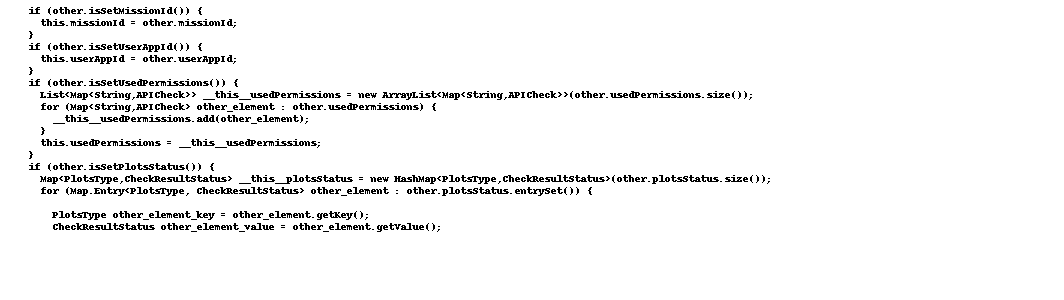 if (other.isSetMissionId()) {
this.missionId = other.missionId;
}
if (other.isSetUserAppId()) {
this.userAppId = other.userAppId;
}
if (other.isSetUsedPermissions()) {
List<Map<String,APICheck>> __this__usedPermissions = new ArrayList<Map<String,APICheck>>(other.usedPermissions.size());
for (Map<String,APICheck> other_element : other.usedPermissions) {
__this__usedPermissions.add(other_element);
}
this.usedPermissions = __this__usedPermissions;
}
if (other.isSetPlotsStatus()) {
Map<PlotsType,CheckResultStatus> __this__plotsStatus = new HashMap<PlotsType,CheckResultStatus>(other.plotsStatus.size());
for (Map.Entry<PlotsType, CheckResultStatus> other_element : other.plotsStatus.entrySet()) {
PlotsType other_element_key = other_element.getKey();
CheckResultStatus other_element_value = other_element.getValue();